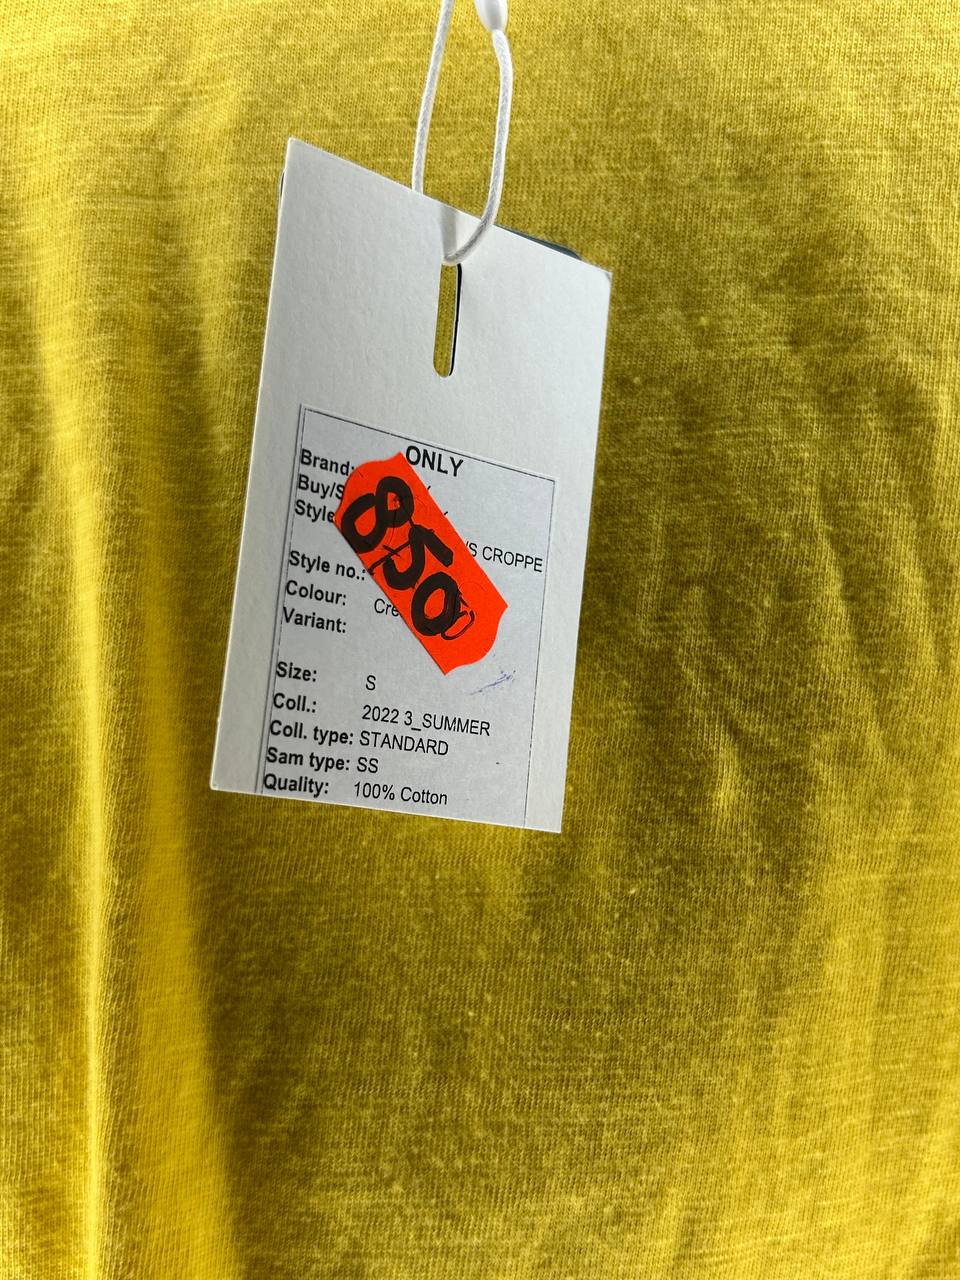 ONLY
Brand:
Buy/S
Style
/S CROPPE
Style no.:
Colour: Cre
Variant:
850
Size: S
Coll.: 2022 3_SUMMER
Coll. type: STANDARD
Sam type: SS
Quality: 100% Cotton